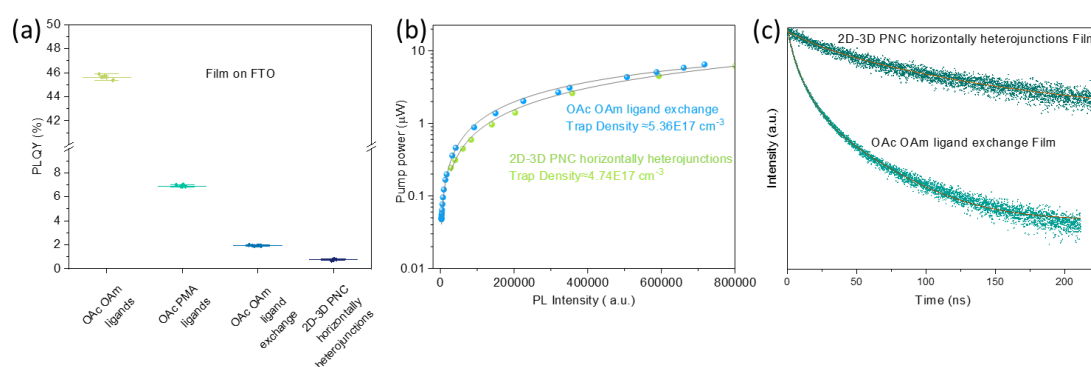 (a)
50
48
46
44
42
8
6
4
2
0
PLQY (%)
Film on FTO
OAc OAm
ligands
OAc PMA
ligands
OAc OAm
ligand
exchange
2D-3D PNC
horizontally
heterojunctions
(b)
10
1
0.1
0.01
Pump power (µW)
OAc OAm ligand exchange
Trap Density ≈5.36E17 cm⁻³
2D-3D PNC horizontally heterojunctions
Trap Density≈4.74E17 cm⁻³
0
200000
400000
600000
800000
PL Intensity ( a.u.)
(c)
Intensity (a.u.)
2D-3D PNC horizontally heterojunctions Film
OAc OAm ligand exchange Film
0
50
100
150
200
Time (ns)